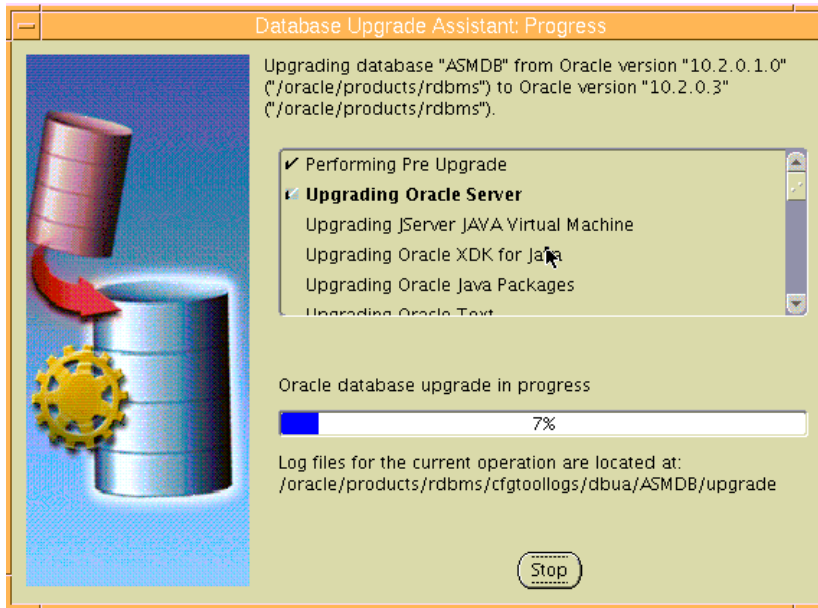 Database Upgrade Assistant: Progress
Upgrading database "ASMDB" from Oracle version "10.2.0.1.0"
("/oracle/products/rdbms") to Oracle version "10.2.0.3"
("/oracle/products/rdbms").
Performing Pre Upgrade
Upgrading Oracle Server
Upgrading JServer JAVA Virtual Machine
Upgrading Oracle XDK for Java
Upgrading Oracle Java Packages
Upgrading Oracle Text
Oracle database upgrade in progress
7%
Log files for the current operation are located at:
/oracle/products/rdbms/cfgtoollogs/dbua/ASMDB/upgrade
Stop